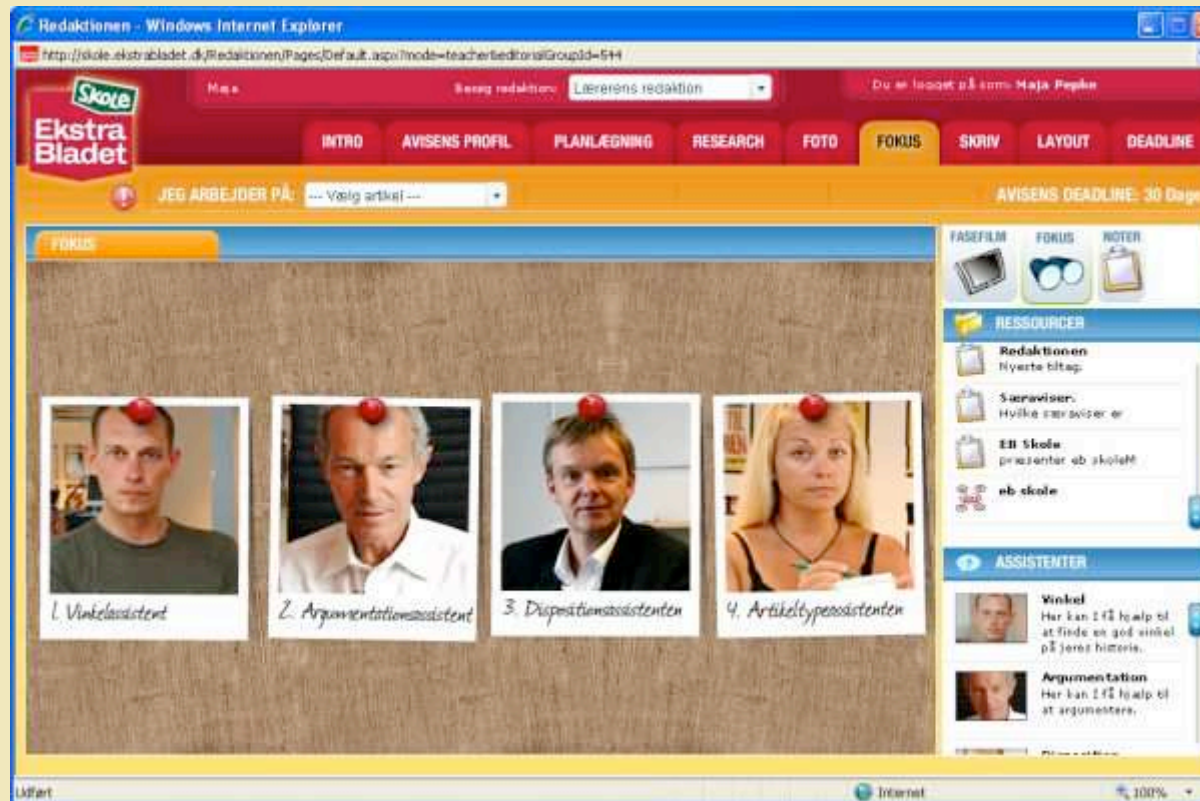 Redaktionen - Windows Internet Explorer
http://skole.ekstrabladet.dk/Redaktionen/Pages/Default.aspx?mode=teacher&editorialGroupId=544
Skole
Ekstra
Bladet
Maja
Besøg redaktion: Lærerens redaktion
Du er logget på som: Maja Pepke
INTRO AVISENS PROFIL PLANLÆGNING RESEARCH FOTO FOKUS SKRIV LAYOUT DEADLINE
JEG ARBEJDER PÅ: --- Vælg artikel ---
AVISENS DEADLINE: 30 Dage
FOKUS
1. Vinkelassistent
2. Argumentationsassistent
3. Dispositionsassistenten
4. Artikeltypeassistenten
FASEFILM FOKUS NOTER
RESSOURCER
Redaktionen
Nyeste tiltag.
Særaviser.
Hvilke særaviser er
EB Skole
præsenter eb skoleM
eb skole
ASSISTENTER
Vinkel
Her kan I få hjælp til
at finde en god vinkel
på jeres historie.
Argumentation
Her kan I få hjælp til
at argumentere.
Udført
Internet
100%